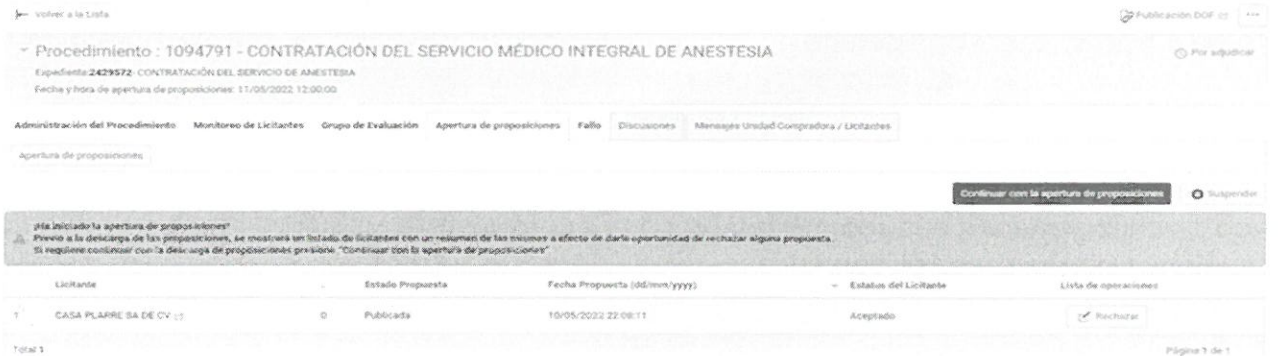 Volver a la Lista
Publicación DOF
Procedimiento : 1094791 - CONTRATACIÓN DEL SERVICIO MÉDICO INTEGRAL DE ANESTESIA
Por adjudicar
Expediente:2429572- CONTRATACIÓN DEL SERVICIO DE ANESTESIA
Fecha y hora de apertura de proposiciones: 11/05/2022 12:00:00
Administración del Procedimiento Monitoreo de Licitantes Grupo de Evaluación Apertura de proposiciones Fallo Discusiones Mensajes Unidad Compradora / Licitantes
Apertura de proposiciones
Continuar con la apertura de proposiciones Suspender
¡Ha iniciado la apertura de proposiciones!
Previo a la descarga de las proposiciones, se mostrará un listado de licitantes con un resumen de las mismos a efecto de darle oportunidad de rechazar alguna propuesta.
Si requiere continuar con la descarga de proposiciones presione "Continuar con la apertura de proposiciones"
Licitante Estado Propuesta Fecha Propuesta (dd/mm/yyyy) Estatus del Licitante Lista de operaciones
1 CASA PLARRE SA DE CV 0 Publicada 10/05/2022 22:08:11 Aceptado Rechazar
Total 1 Página 1 de 1